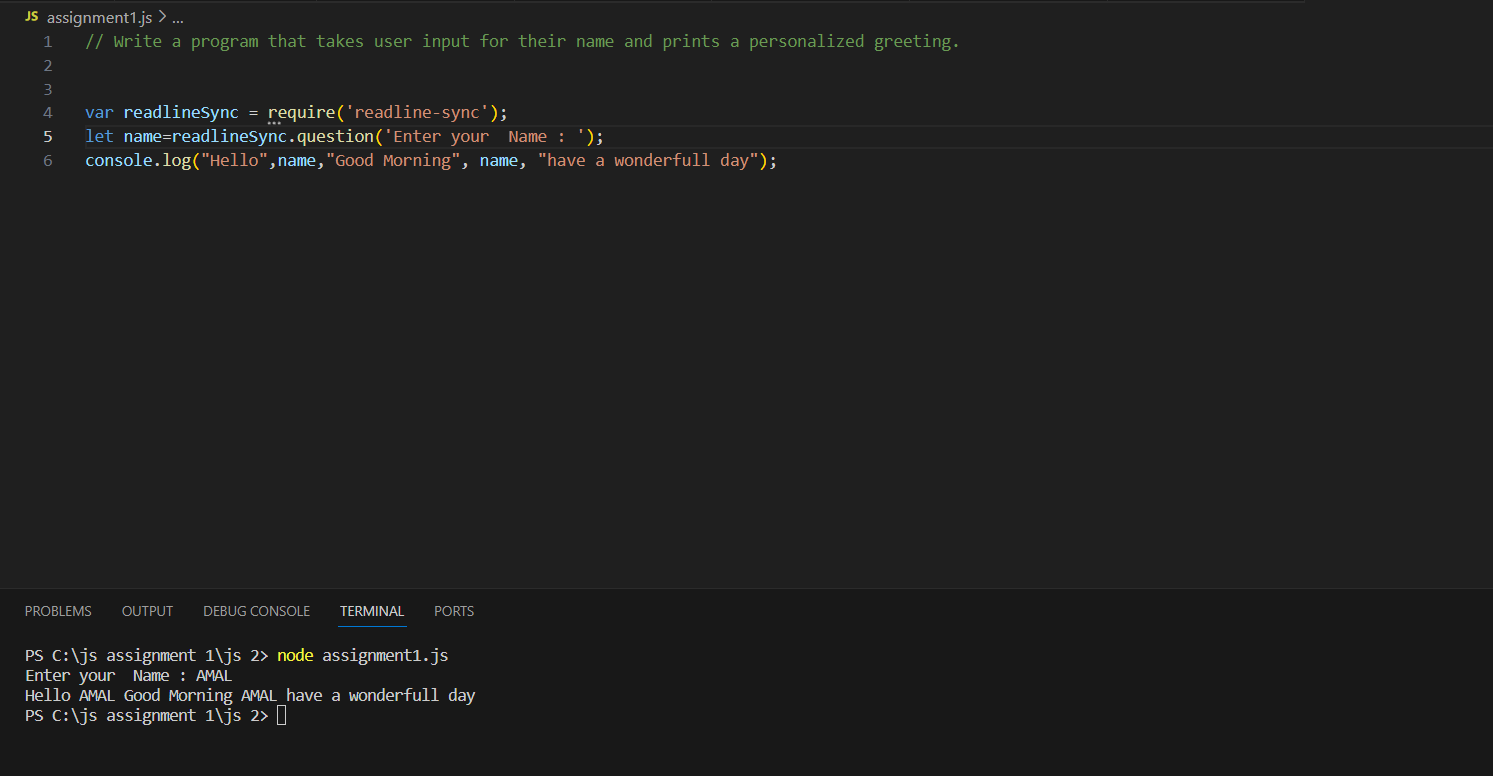 JS assignment1.js > ...
1 // Write a program that takes user input for their name and prints a personalized greeting.
2
3
4 var readlineSync = require('readline-sync');
5 let name=readlineSync.question('Enter your  Name : ');
6 console.log("Hello",name,"Good Morning", name, "have a wonderfull day");
PROBLEMS OUTPUT DEBUG CONSOLE TERMINAL PORTS
PS C:\js assignment 1\js 2> node assignment1.js
Enter your  Name : AMAL
Hello AMAL Good Morning AMAL have a wonderfull day
PS C:\js assignment 1\js 2>